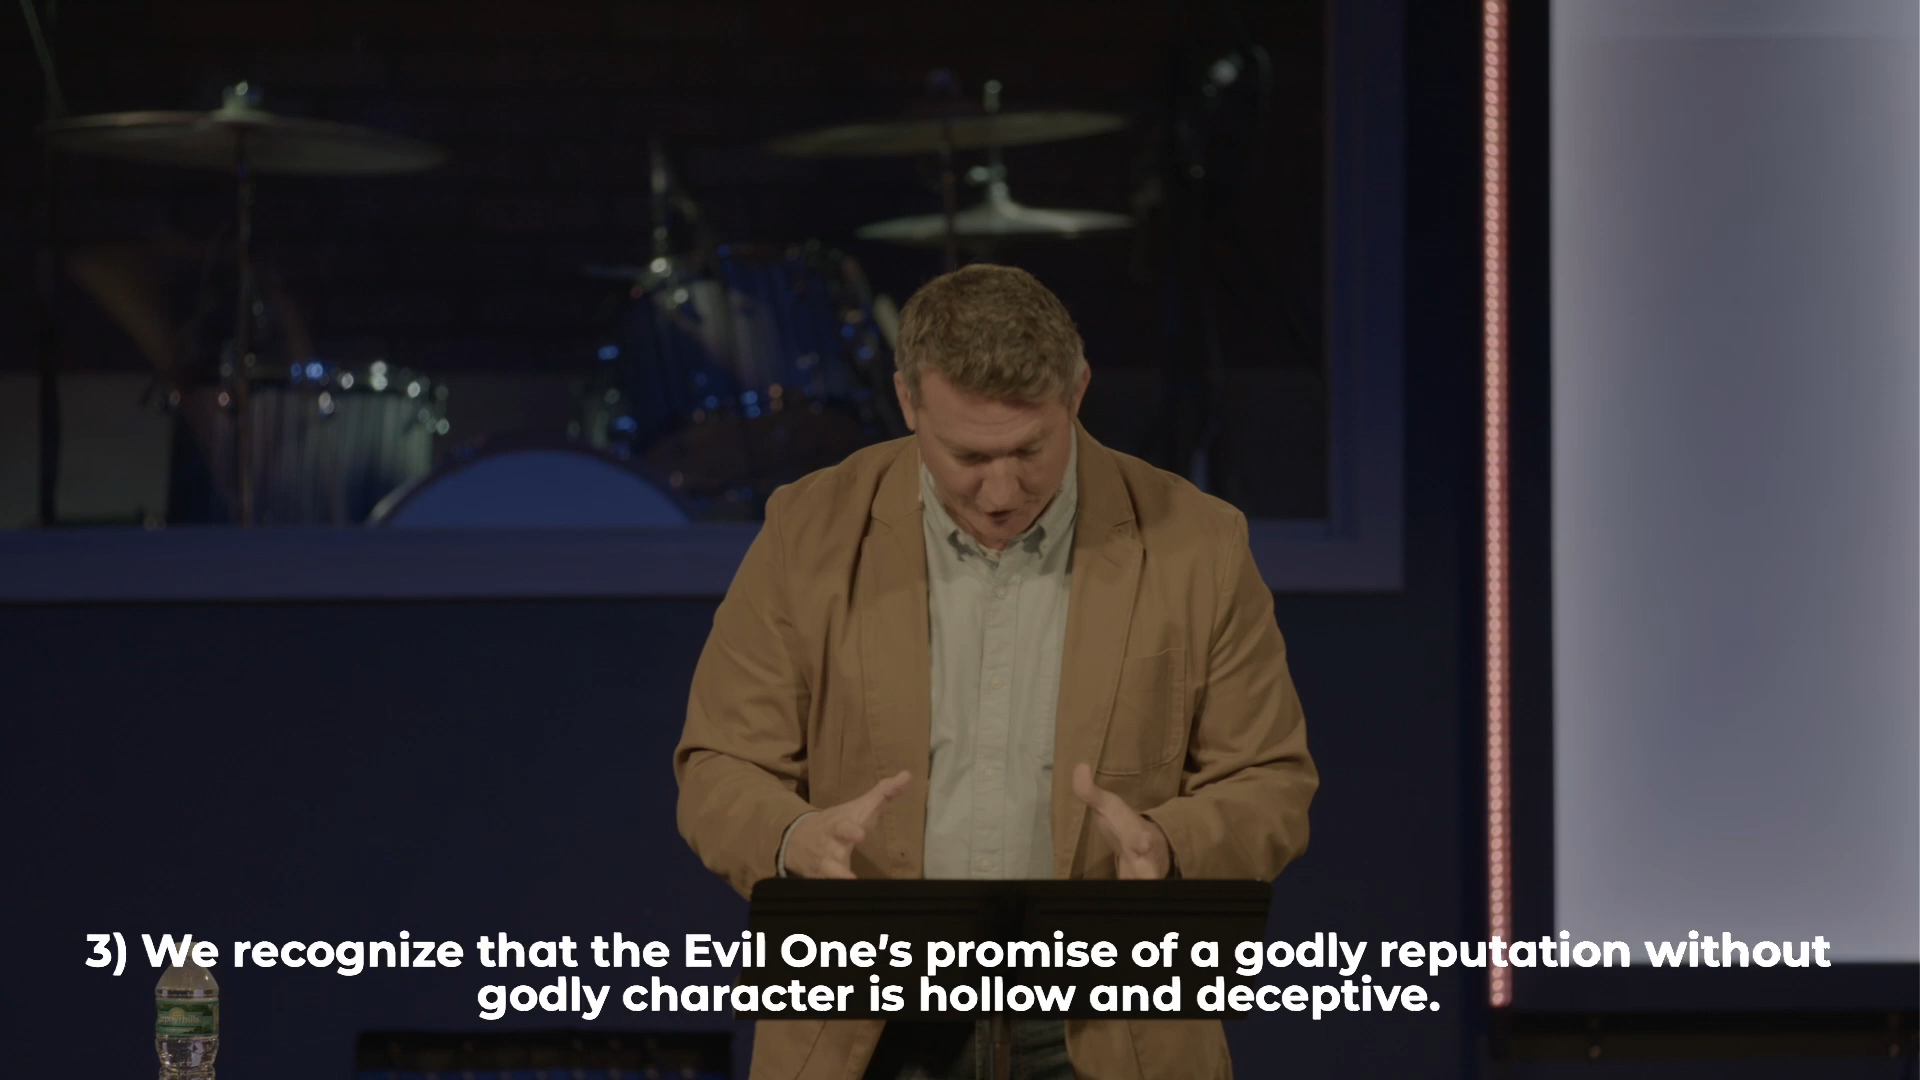 3) We recognize that the Evil One's promise of a godly reputation without
godly character is hollow and deceptive.